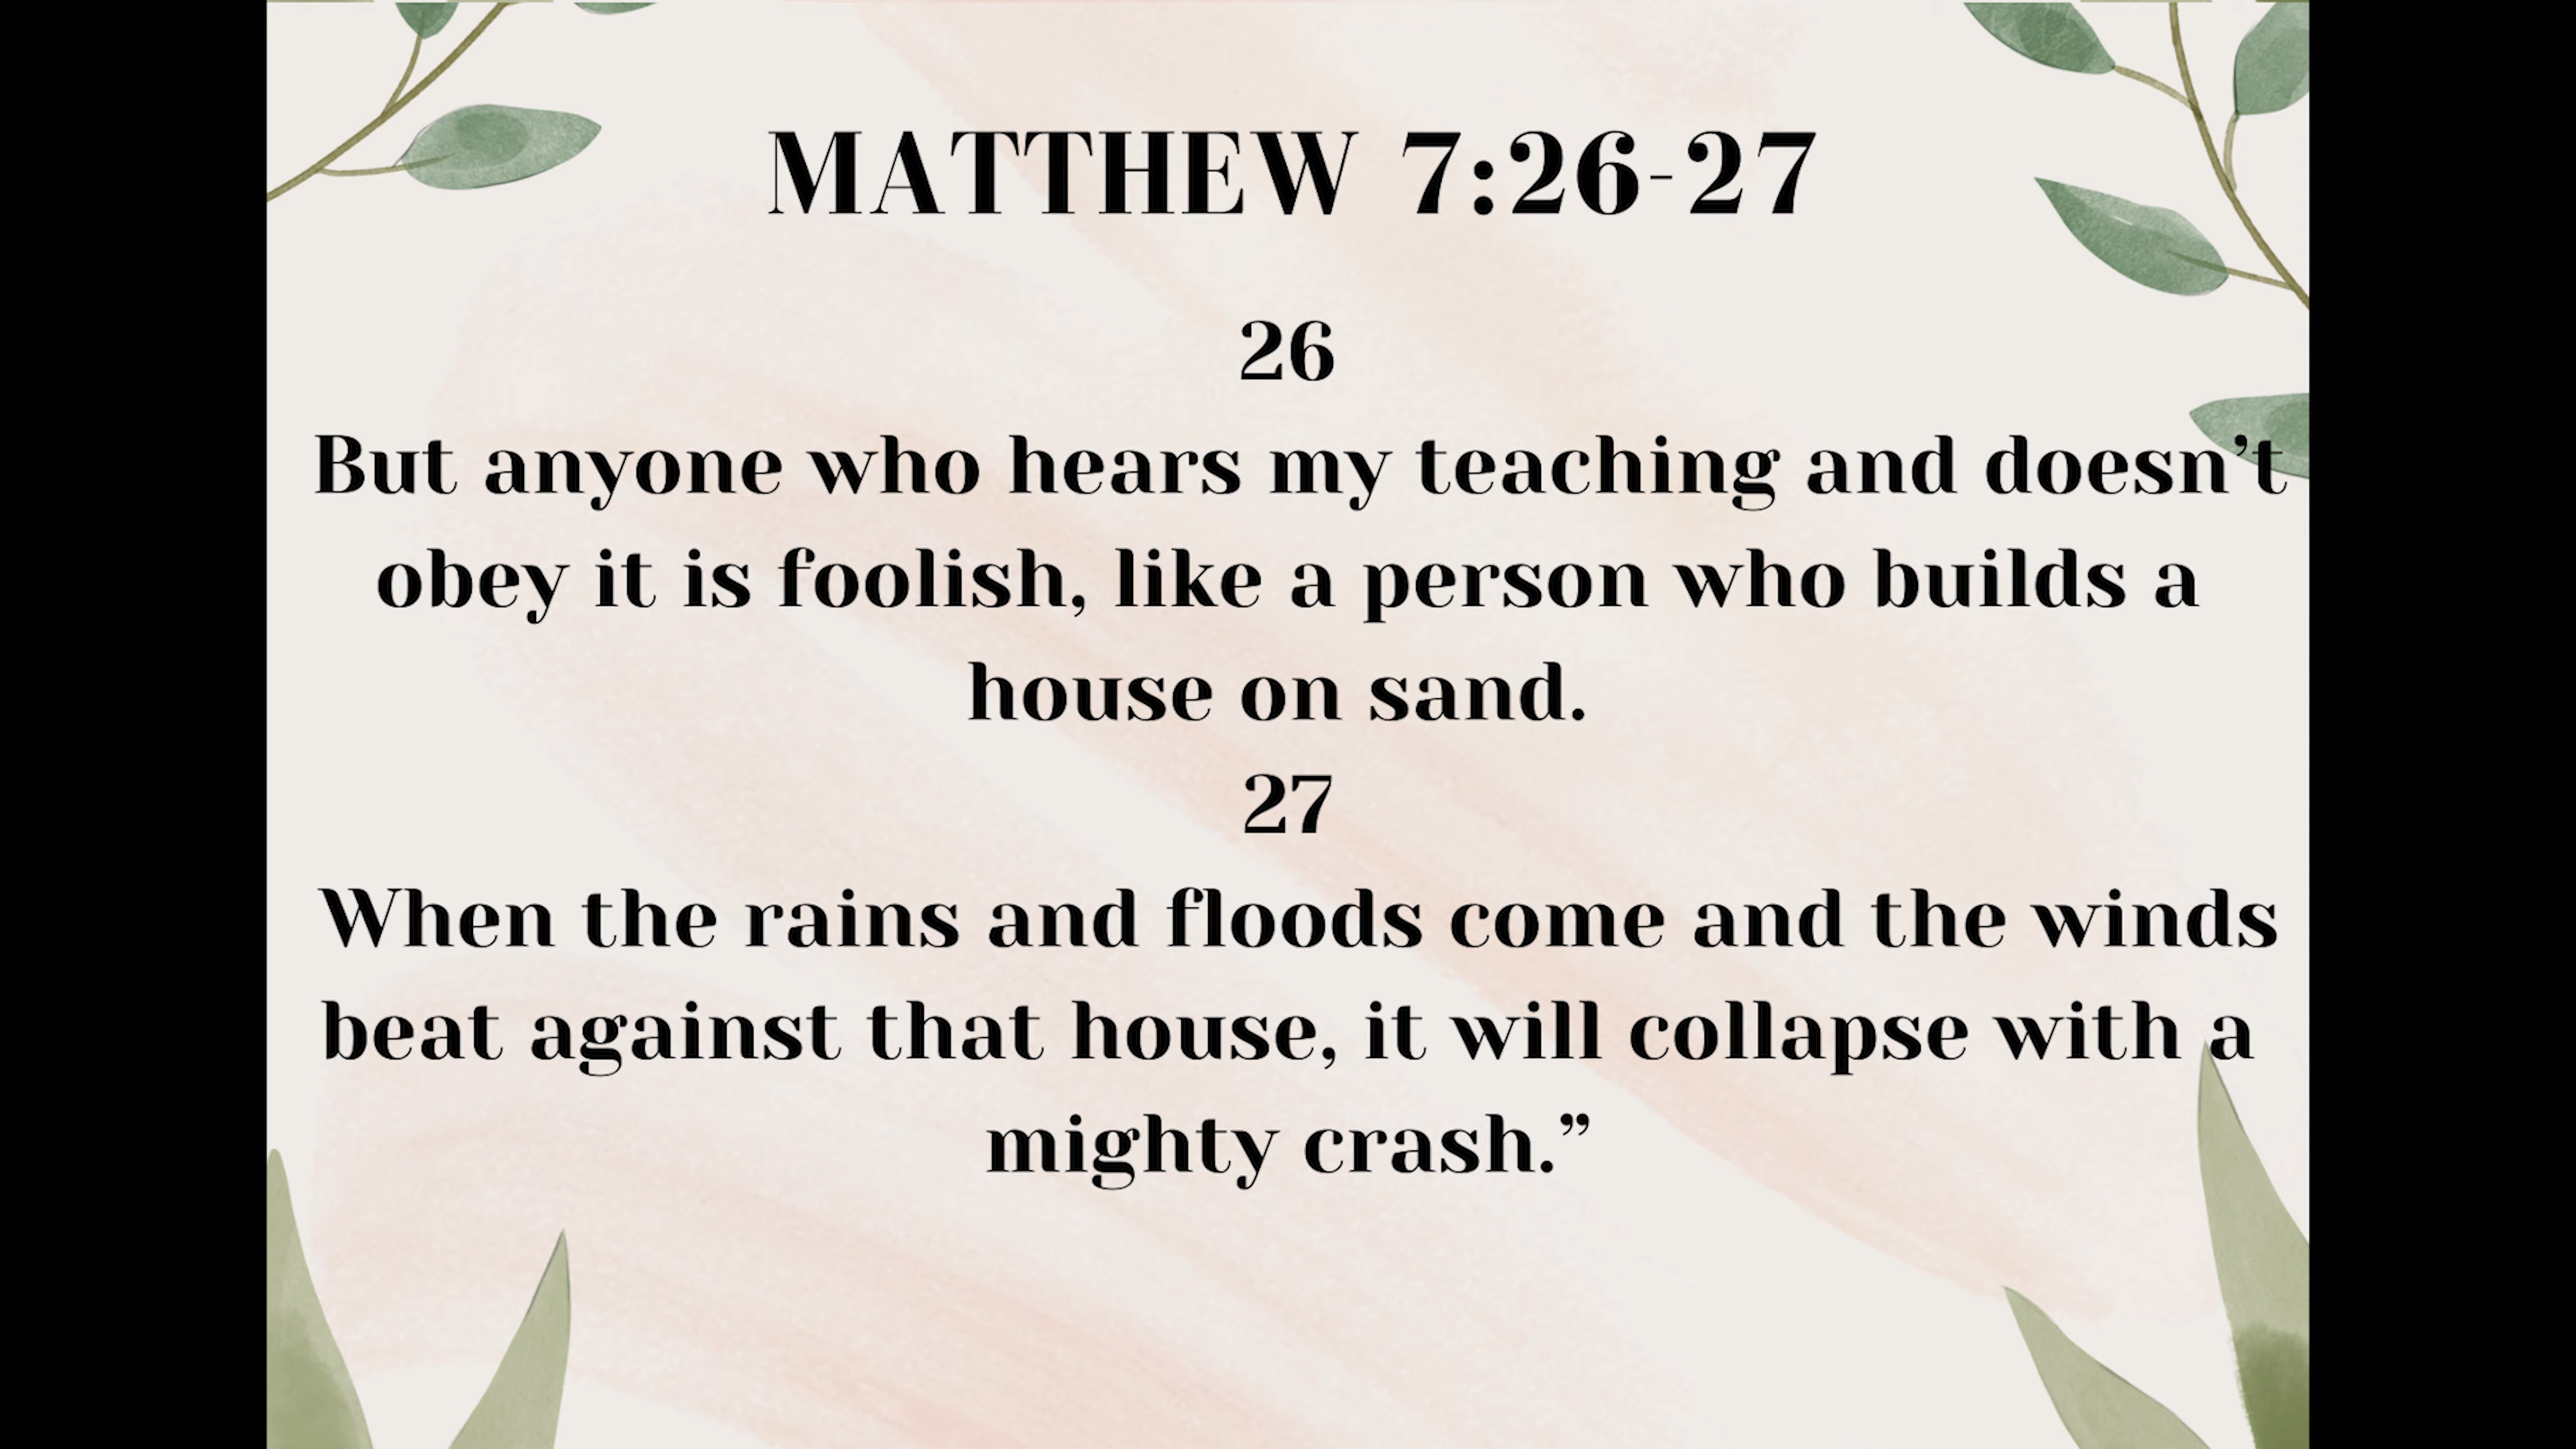 MATTHEW 7:26-27
26
But anyone who hears my teaching and doesn’t
obey it is foolish, like a person who builds a
house on sand.
27
When the rains and floods come and the winds
beat against that house, it will collapse with a
mighty crash.”